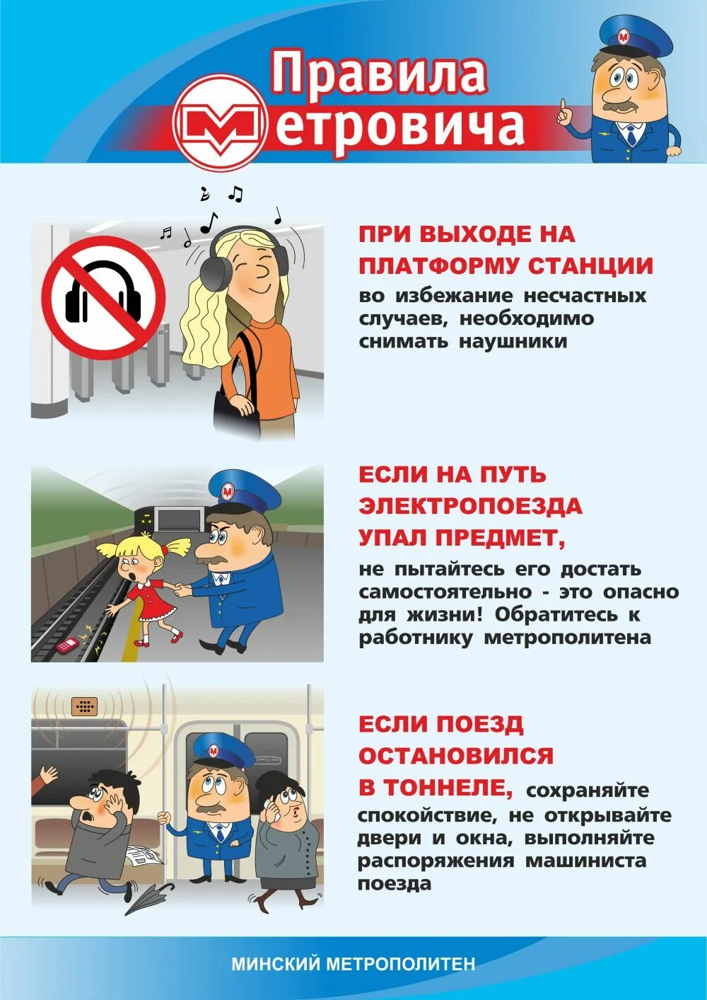 Правила
Метровича
ПРИ ВЫХОДЕ НА
ПЛАТФОРМУ СТАНЦИИ
во избежание несчастных
случаев, необходимо
снимать наушники
ЕСЛИ НА ПУТЬ
ЭЛЕКТРОПОЕЗДА
УПАЛ ПРЕДМЕТ,
не пытайтесь его достать
самостоятельно - это опасно
для жизни! Обратитесь к
работнику метрополитена
ЕСЛИ ПОЕЗД
ОСТАНОВИЛСЯ
В ТОННЕЛЕ, сохраняйте
спокойствие, не открывайте
двери и окна, выполняйте
распоряжения машиниста
поезда
МИНСКИЙ МЕТРОПОЛИТЕН